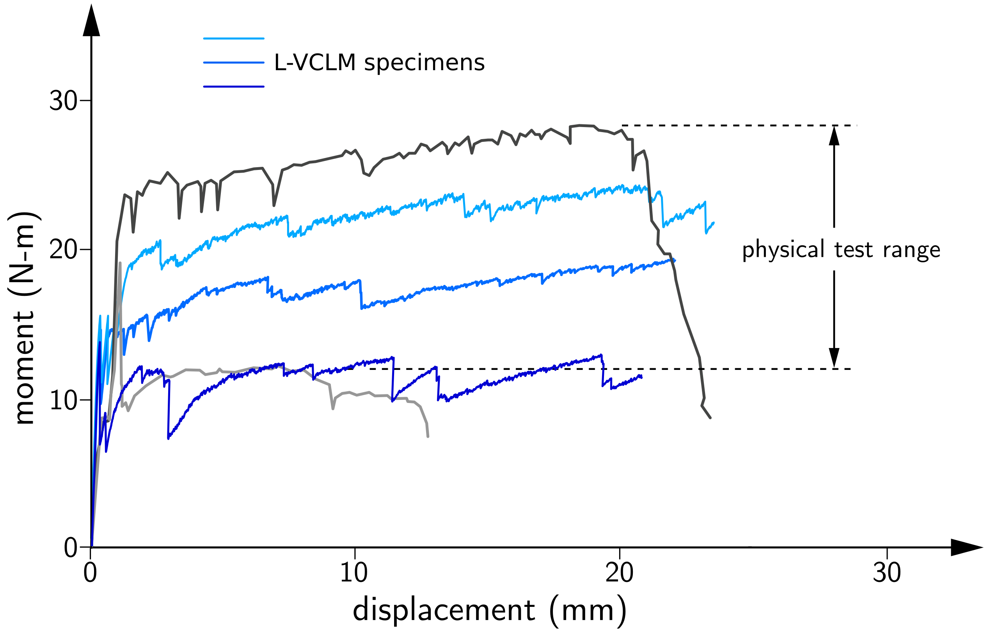 L-VCLM specimens
30
20
10
0
moment (N-m)
physical test range
0
10
20
30
displacement (mm)